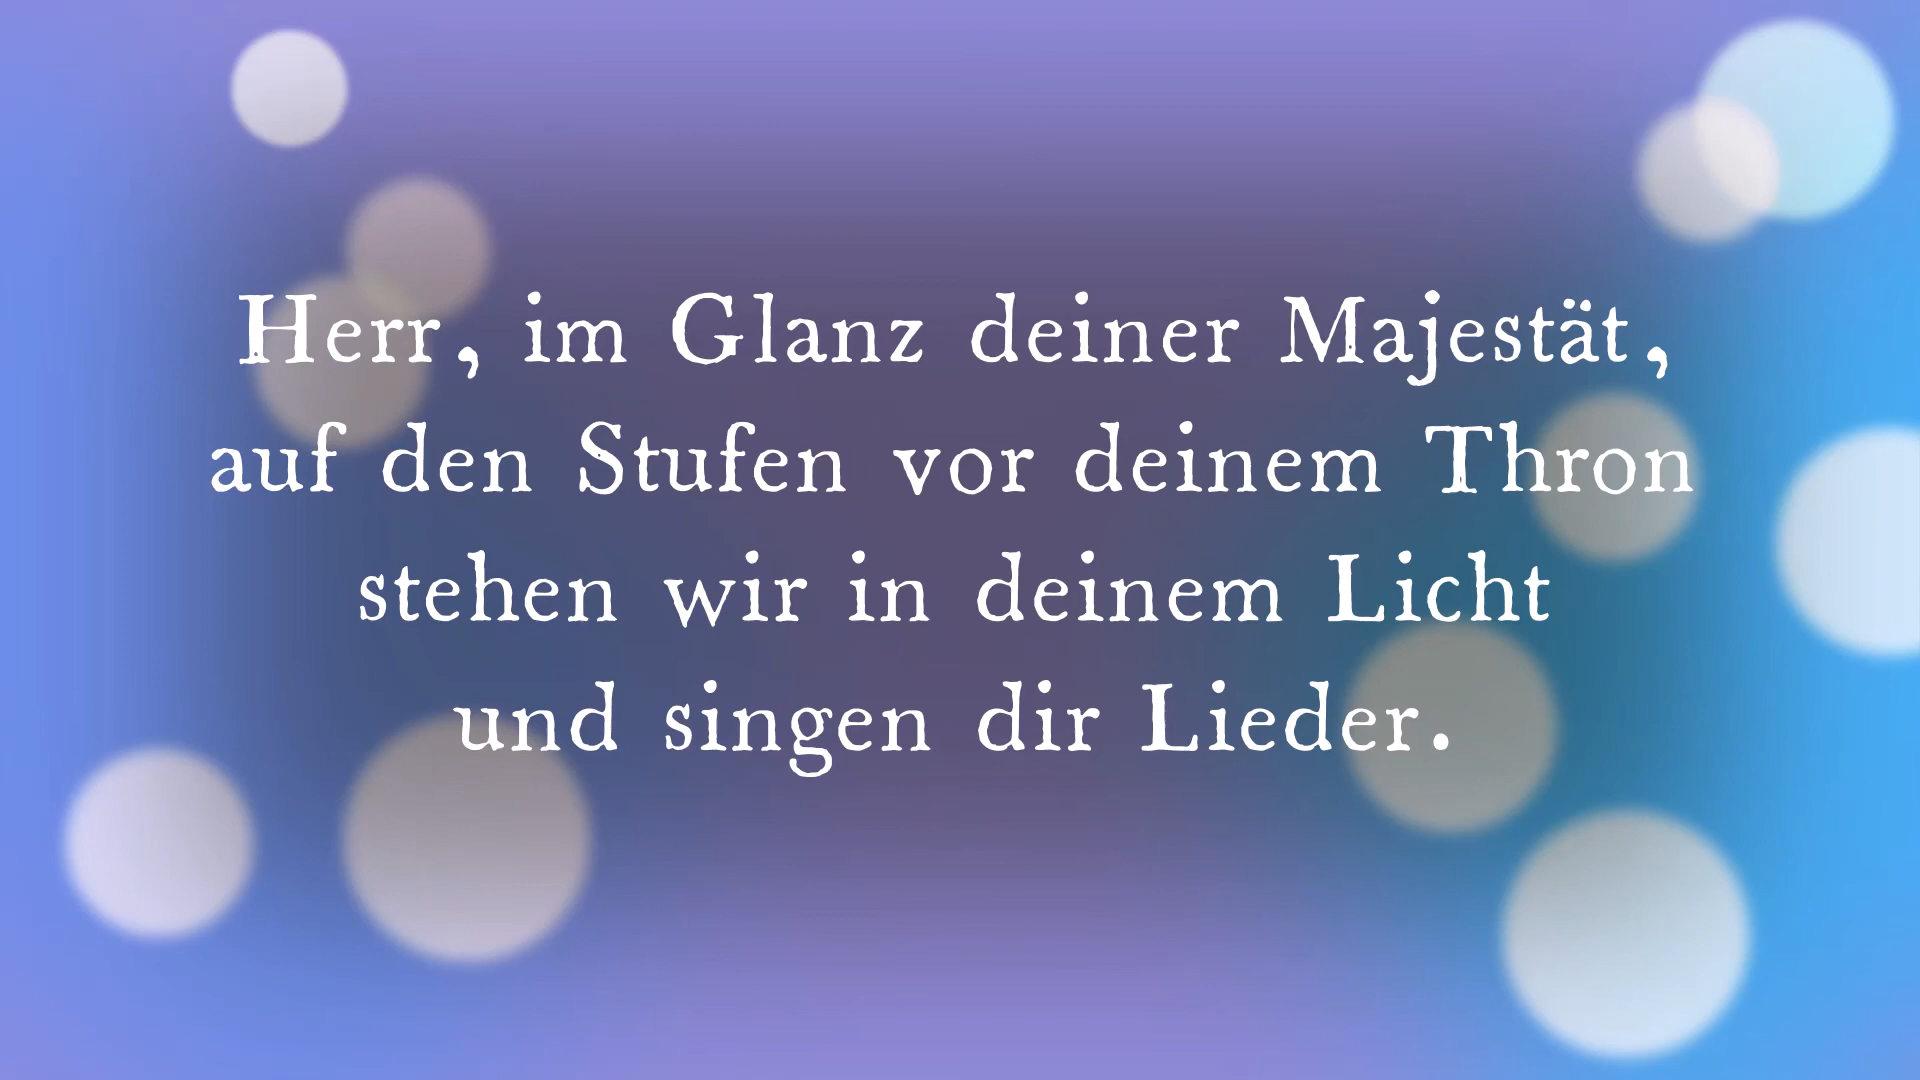 Herr, im Glanz deiner Majestät,
auf den Stufen vor deinem Thron
stehen wir in deinem Licht
und singen dir Lieder.